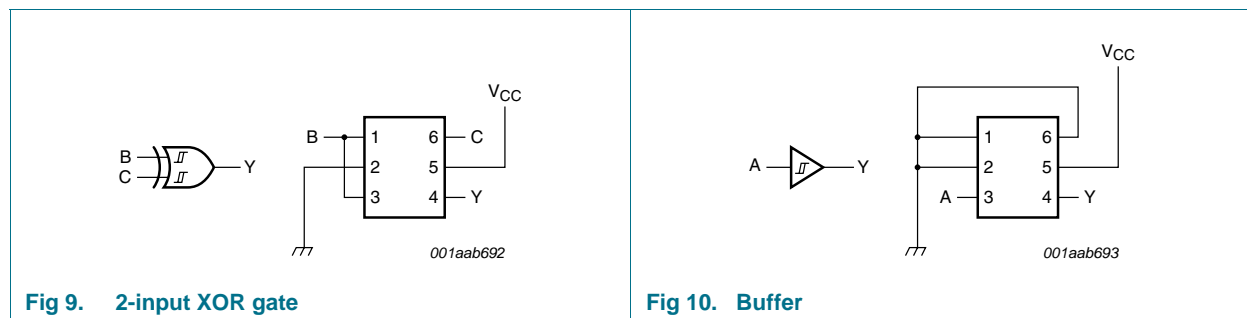 B
C
Y
B
1
2
3
6
5
4
C
Y
VCC
001aab692
Fig 9. 2-input XOR gate
A
Y
1
2
A
3
6
5
4
Y
VCC
001aab693
Fig 10. Buffer